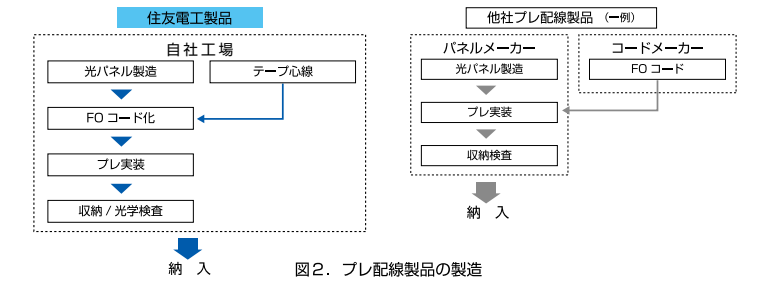 住友電工製品
自社工場
光パネル製造
テープ心線
FOコード化
プレ実装
収納/光学検査
納 入
他社プレ配線製品（一例）
パネルメーカー
コードメーカー
光パネル製造
FOコード
プレ実装
収納検査
納 入
図2．プレ配線製品の製造